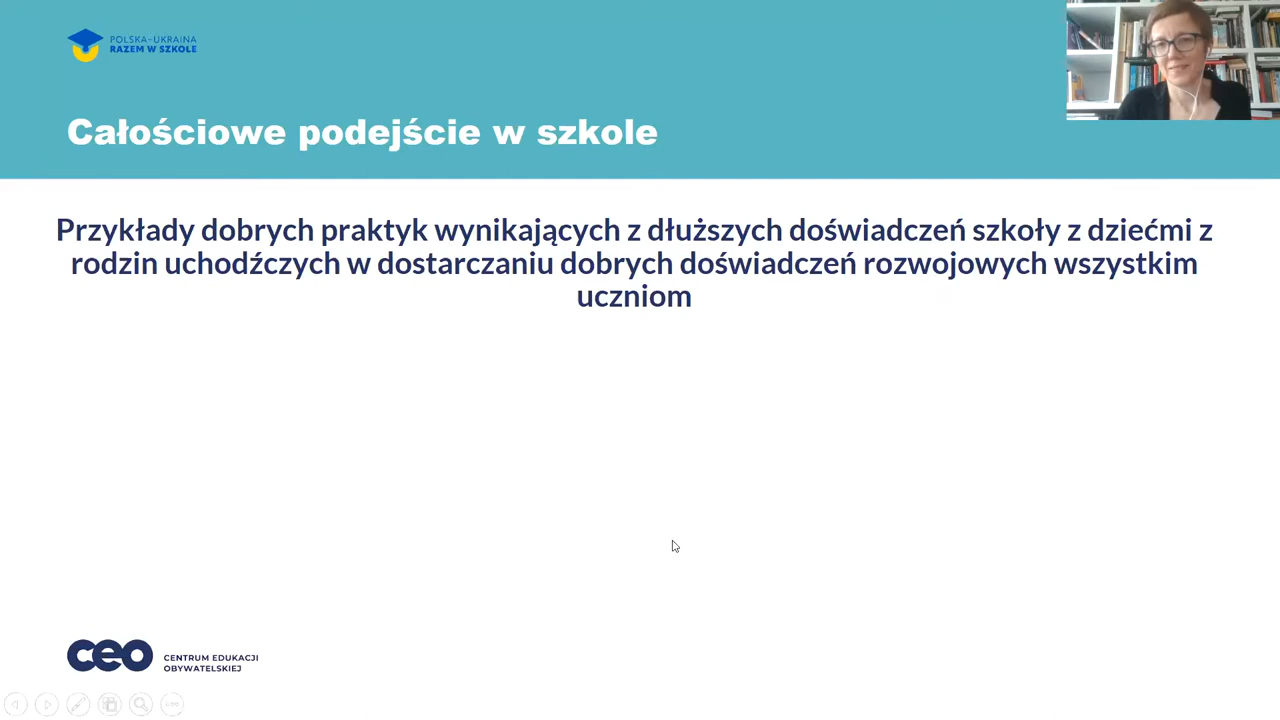 POLSKA-UKRAINA
RAZEM W SZKOLE
Całościowe podejście w szkole
Przykłady dobrych praktyk wynikających z dłuższych doświadczeń szkoły z dziećmi z
rodzin uchodźczych w dostarczaniu dobrych doświadczeń rozwojowych wszystkim
uczniom
ceo
CENTRUM EDUKACJI
OBYWATELSKIEJ